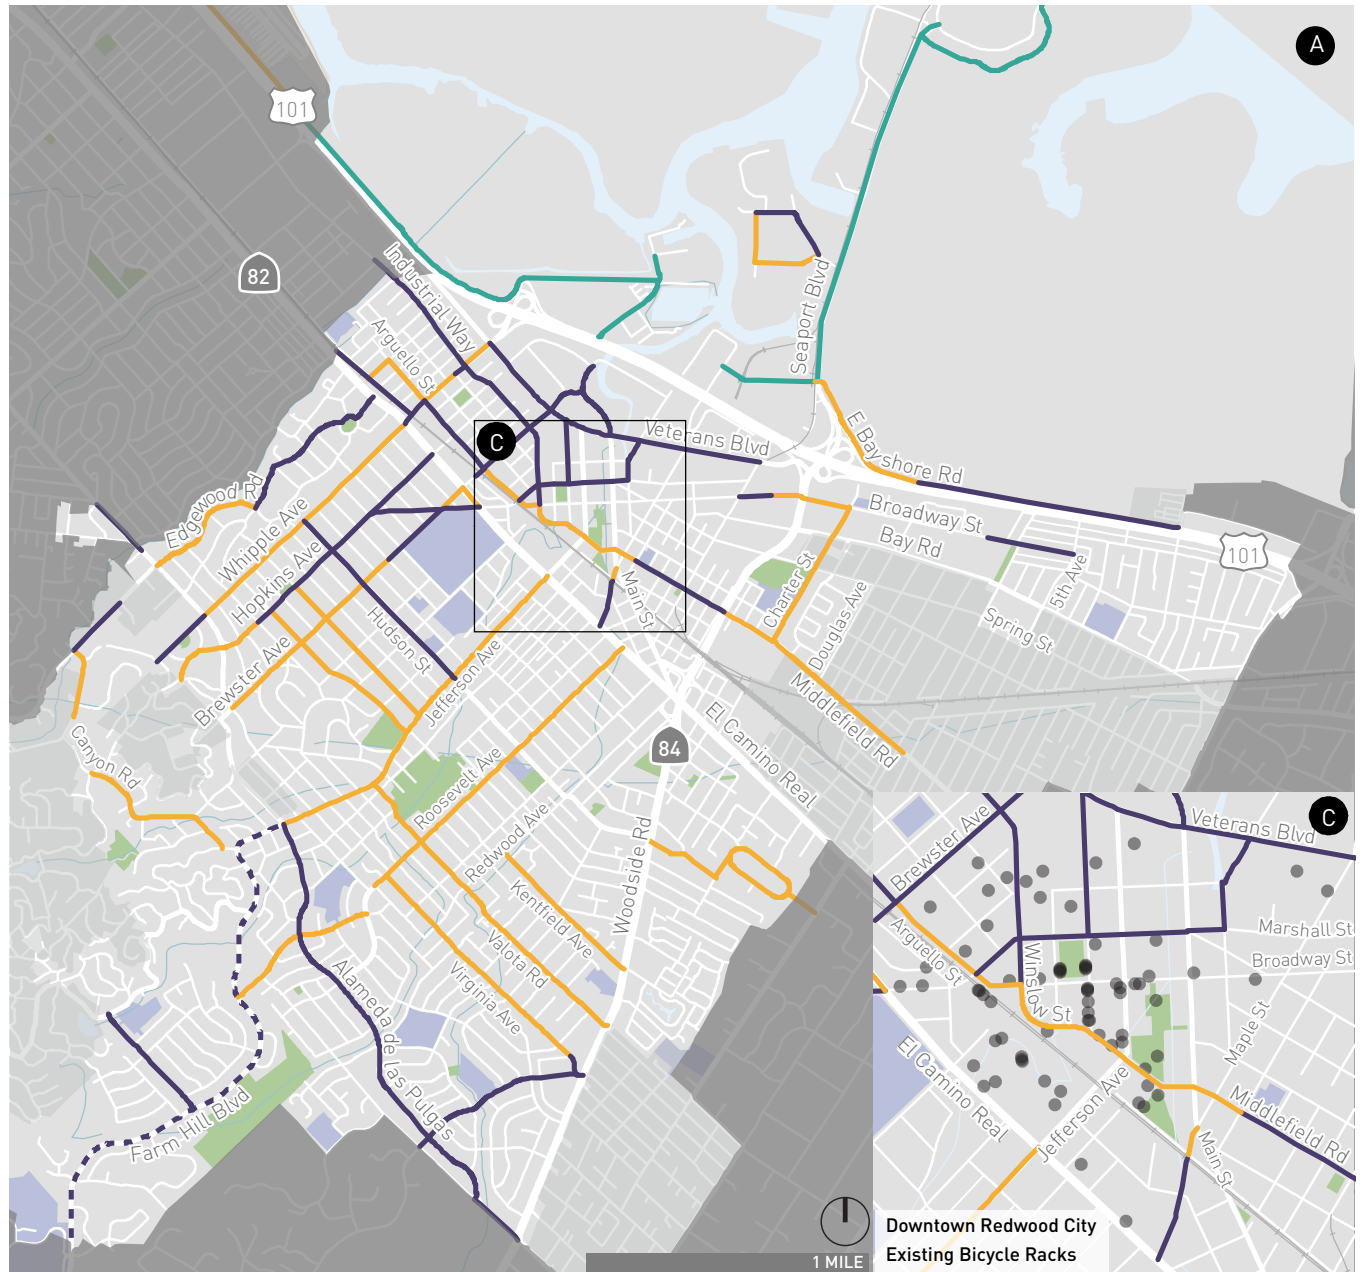 A
101
82
Industrial Way
Arguello St
Seaport Blvd
C
Veterans Blvd
E Bayshore Rd
Edgewood Rd
Whipple Ave
Hopkins Ave
Brewster Ave
Hudson St
Jefferson Ave
Main St
Broadway St
Bay Rd
101
5th Ave
Charter St
Douglas Ave
Spring St
Middlefield Rd
El Camino Real
84
Canyon Rd
Roosevelt Ave
Redwood Ave
Kentfield Ave
Woodside Rd
Valota Rd
Virginia Ave
Alameda de las Pulgas
Farm Hill Blvd
1 MILE
C
Veterans Blvd
Brewster Ave
Arguello St
Winslow St
Marshall St
Broadway St
Maple St
El Camino Real
Jefferson Ave
Middlefield Rd
Main St
Downtown Redwood City
Existing Bicycle Racks